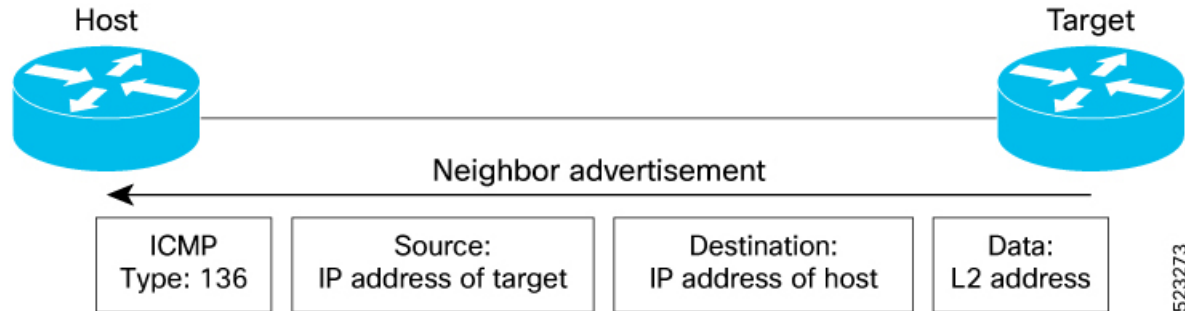 Host
Target
Neighbor advertisement
ICMP
Type: 136
Source:
IP address of target
Destination:
IP address of host
Data:
L2 address
523273